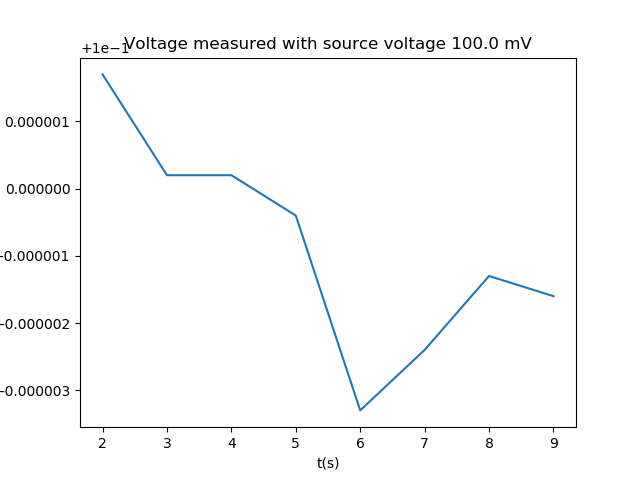 +1e−1
Voltage measured with source voltage 100.0 mV
0.000001
0.000000
−0.000001
−0.000002
−0.000003
2 3 4 5 6 7 8 9
t(s)